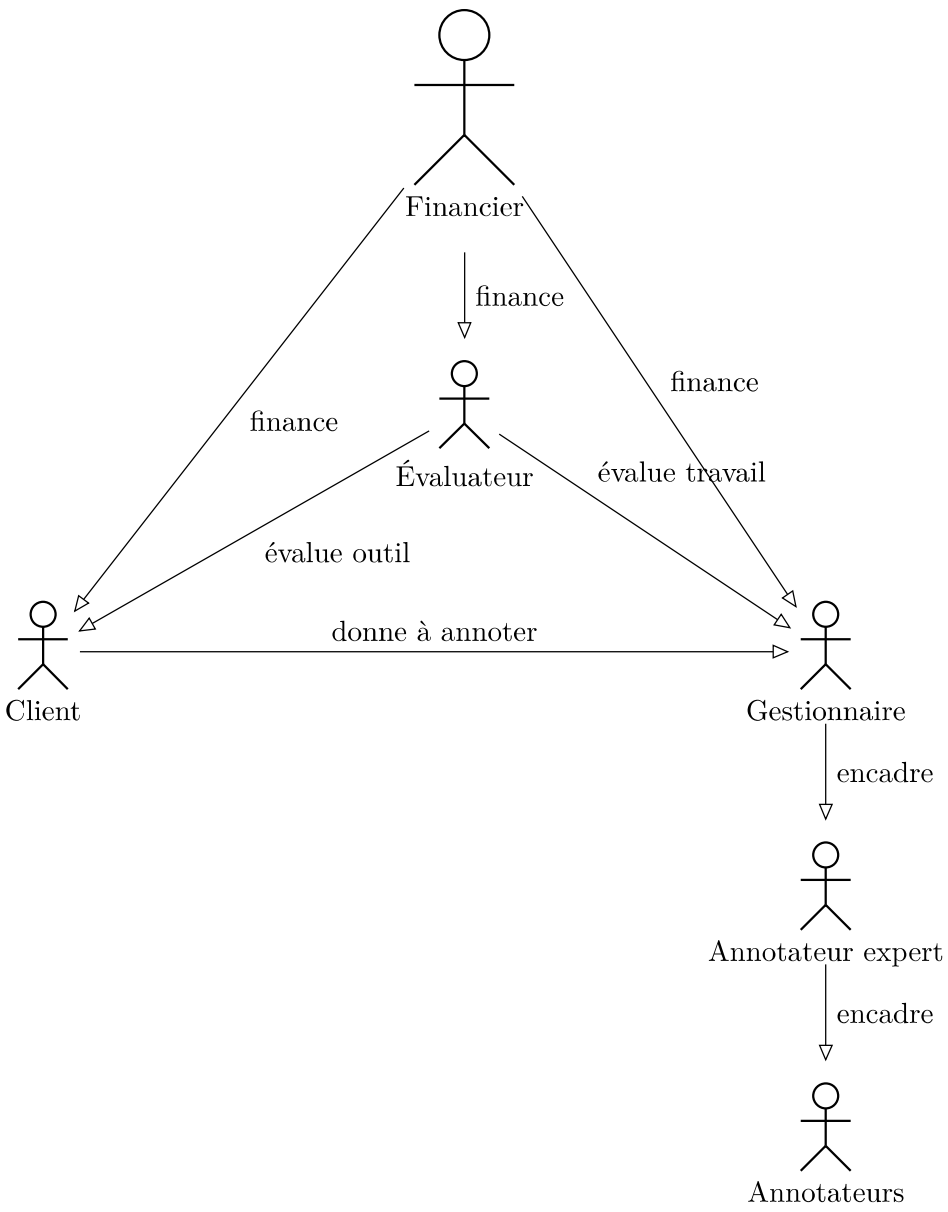 Financier
finance
finance
finance
Évaluateur
évalue travail
évalue outil
donne à annoter
Client
Gestionnaire
encadre
Annotateur expert
encadre
Annotateurs